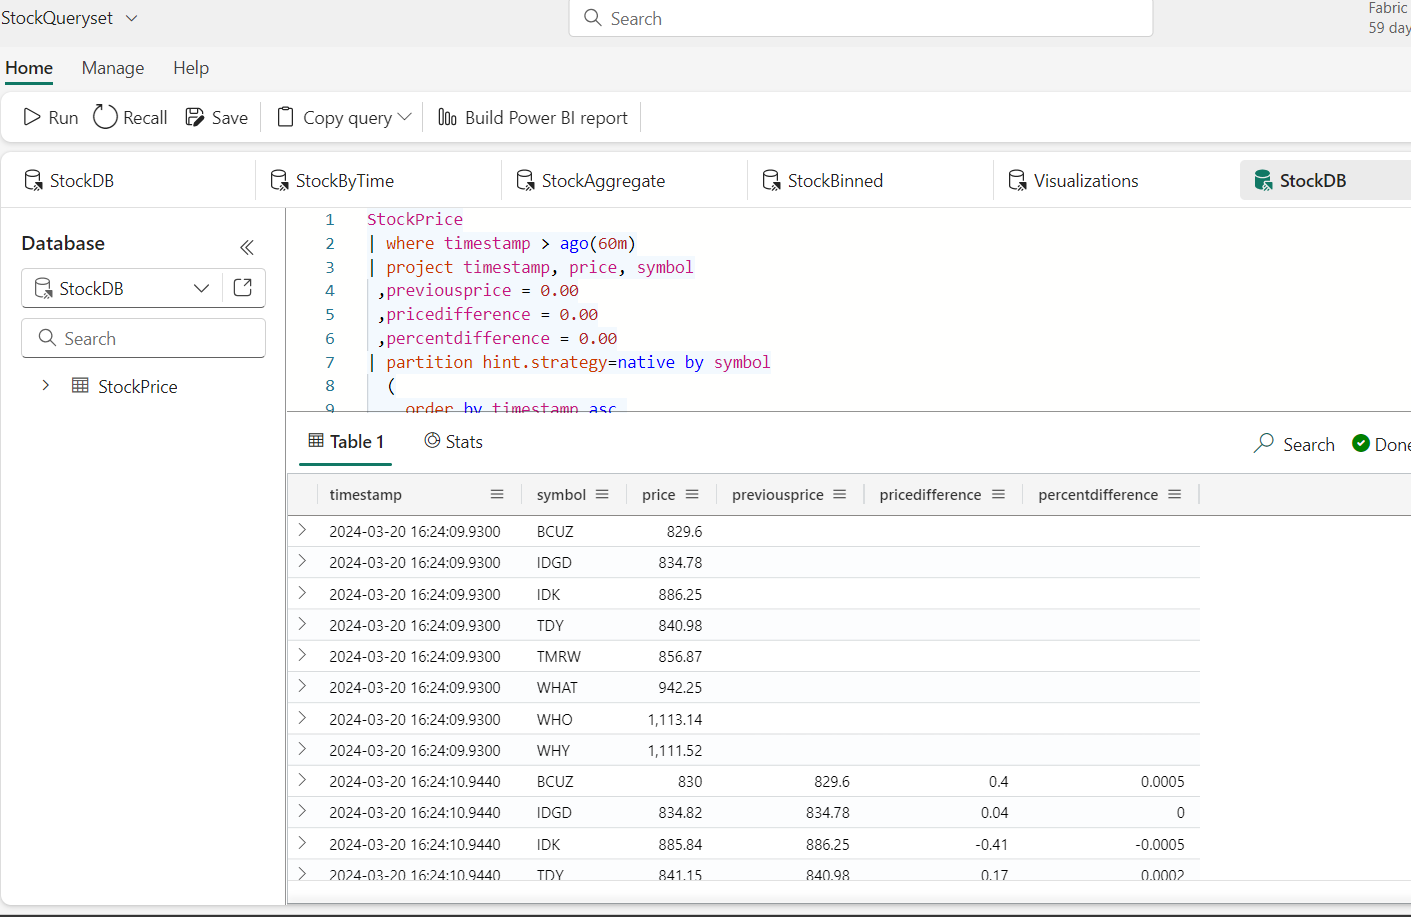 StockQueryset
Search
Fabric
59 day
Home Manage Help
Run Recall Save Copy query Build Power BI report
StockDB StockByTime StockAggregate StockBinned Visualizations StockDB
Database
StockDB
Search
StockPrice
1 StockPrice
2 | where timestamp > ago(60m)
3 | project timestamp, price, symbol
4 ,previousprice = 0.00
5 ,pricedifference = 0.00
6 ,percentdifference = 0.00
7 | partition hint.strategy=native by symbol
8 (
9 order by timestamp asc
Table 1 Stats Search Done
timestamp symbol price previousprice pricedifference percentdifference
2024-03-20 16:24:09.9300 BCUZ 829.6
2024-03-20 16:24:09.9300 IDGD 834.78
2024-03-20 16:24:09.9300 IDK 886.25
2024-03-20 16:24:09.9300 TDY 840.98
2024-03-20 16:24:09.9300 TMRW 856.87
2024-03-20 16:24:09.9300 WHAT 942.25
2024-03-20 16:24:09.9300 WHO 1,113.14
2024-03-20 16:24:09.9300 WHY 1,111.52
2024-03-20 16:24:10.9440 BCUZ 830 829.6 0.4 0.0005
2024-03-20 16:24:10.9440 IDGD 834.82 834.78 0.04 0
2024-03-20 16:24:10.9440 IDK 885.84 886.25 -0.41 -0.0005
2024-03-20 16:24:10.9440 TDY 841.15 840.98 0.17 0.0002